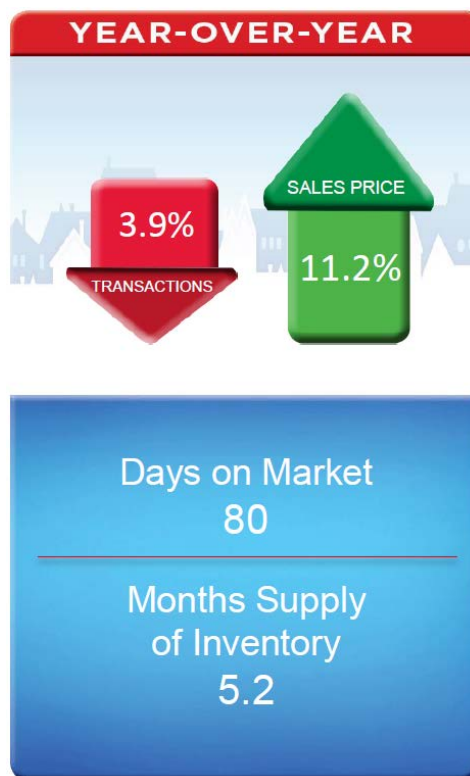 YEAR-OVER-YEAR
SALES PRICE
3.9%
11.2%
TRANSACTIONS
Days on Market
80
Months Supply
of Inventory
5.2